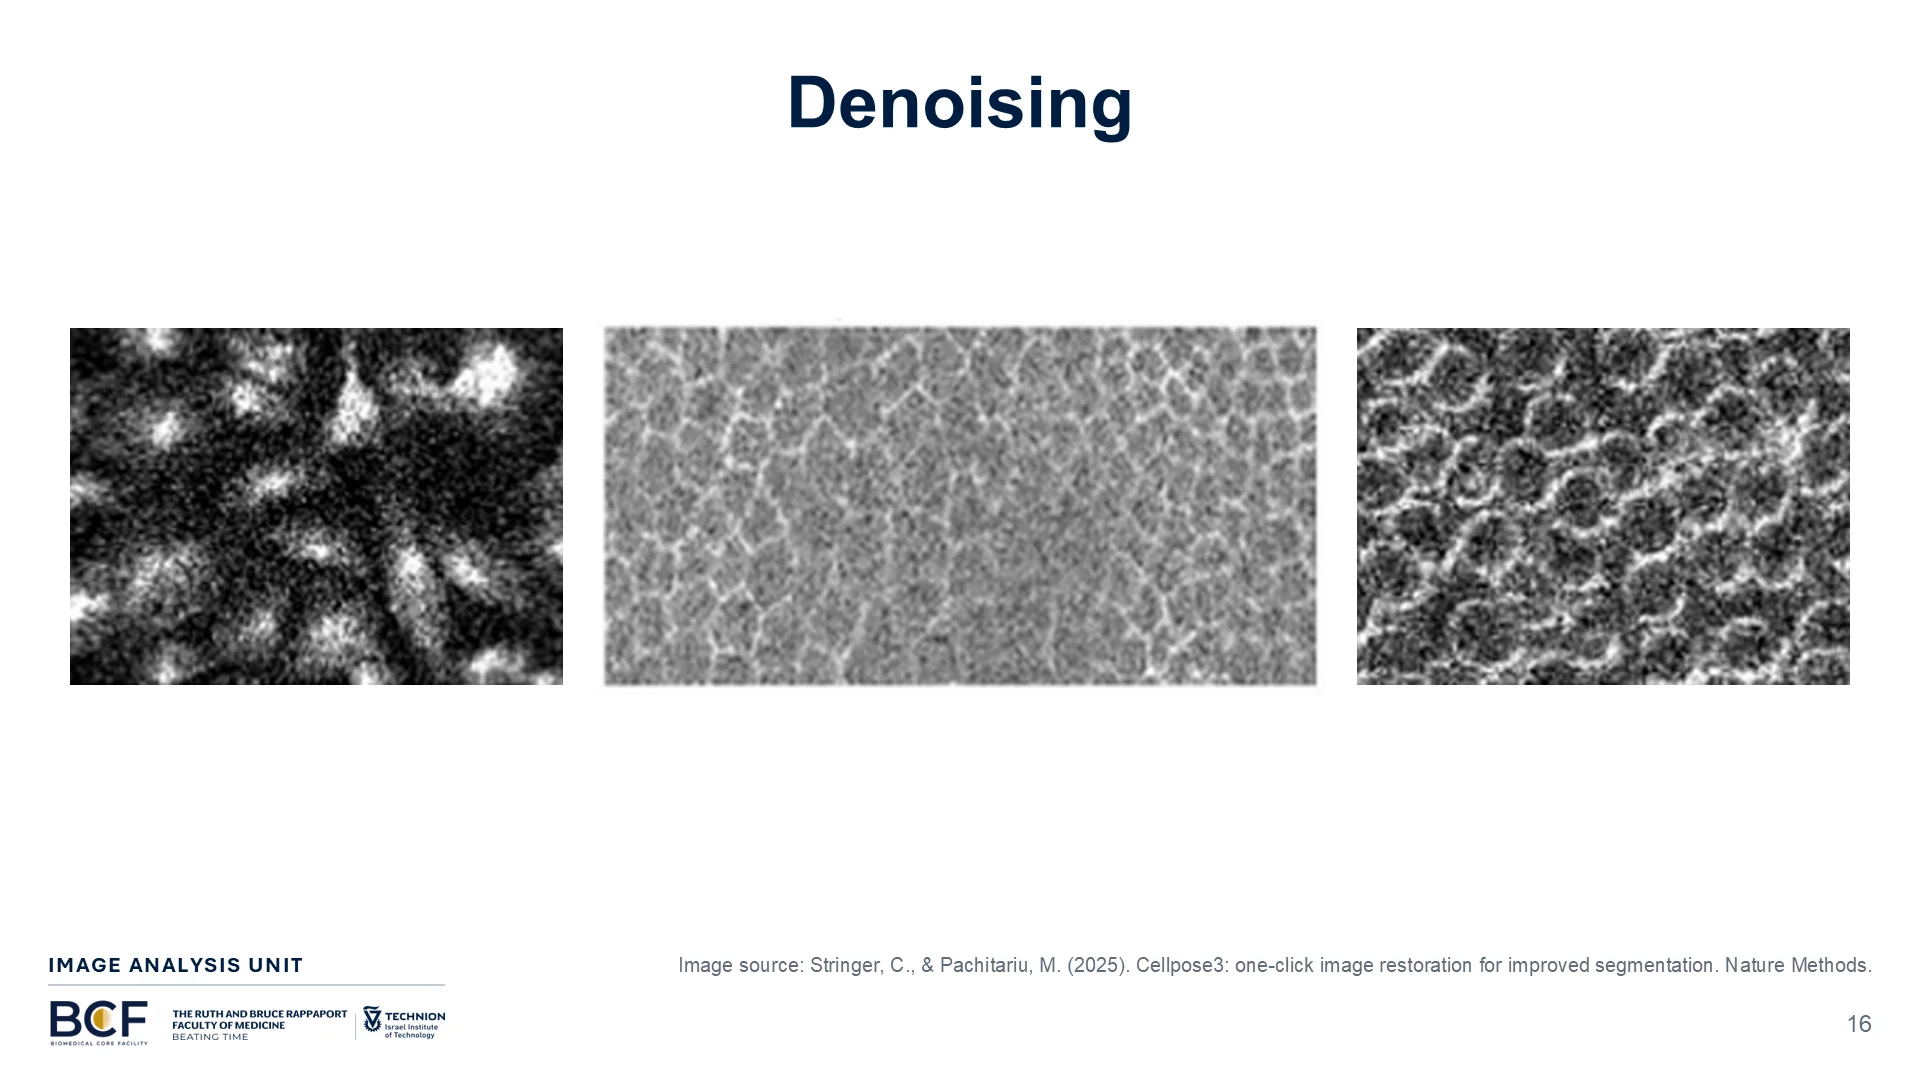 Denoising
IMAGE ANALYSIS UNIT
Image source: Stringer, C., & Pachitariu, M. (2025). Cellpose3: one-click image restoration for improved segmentation. Nature Methods.
BCF
BIOMEDICAL CORE FACILITY
THE RUTH AND BRUCE RAPPAPORT
FACULTY OF MEDICINE
BEATING TIME
TECHNION
Israel Institute
of Technology
16